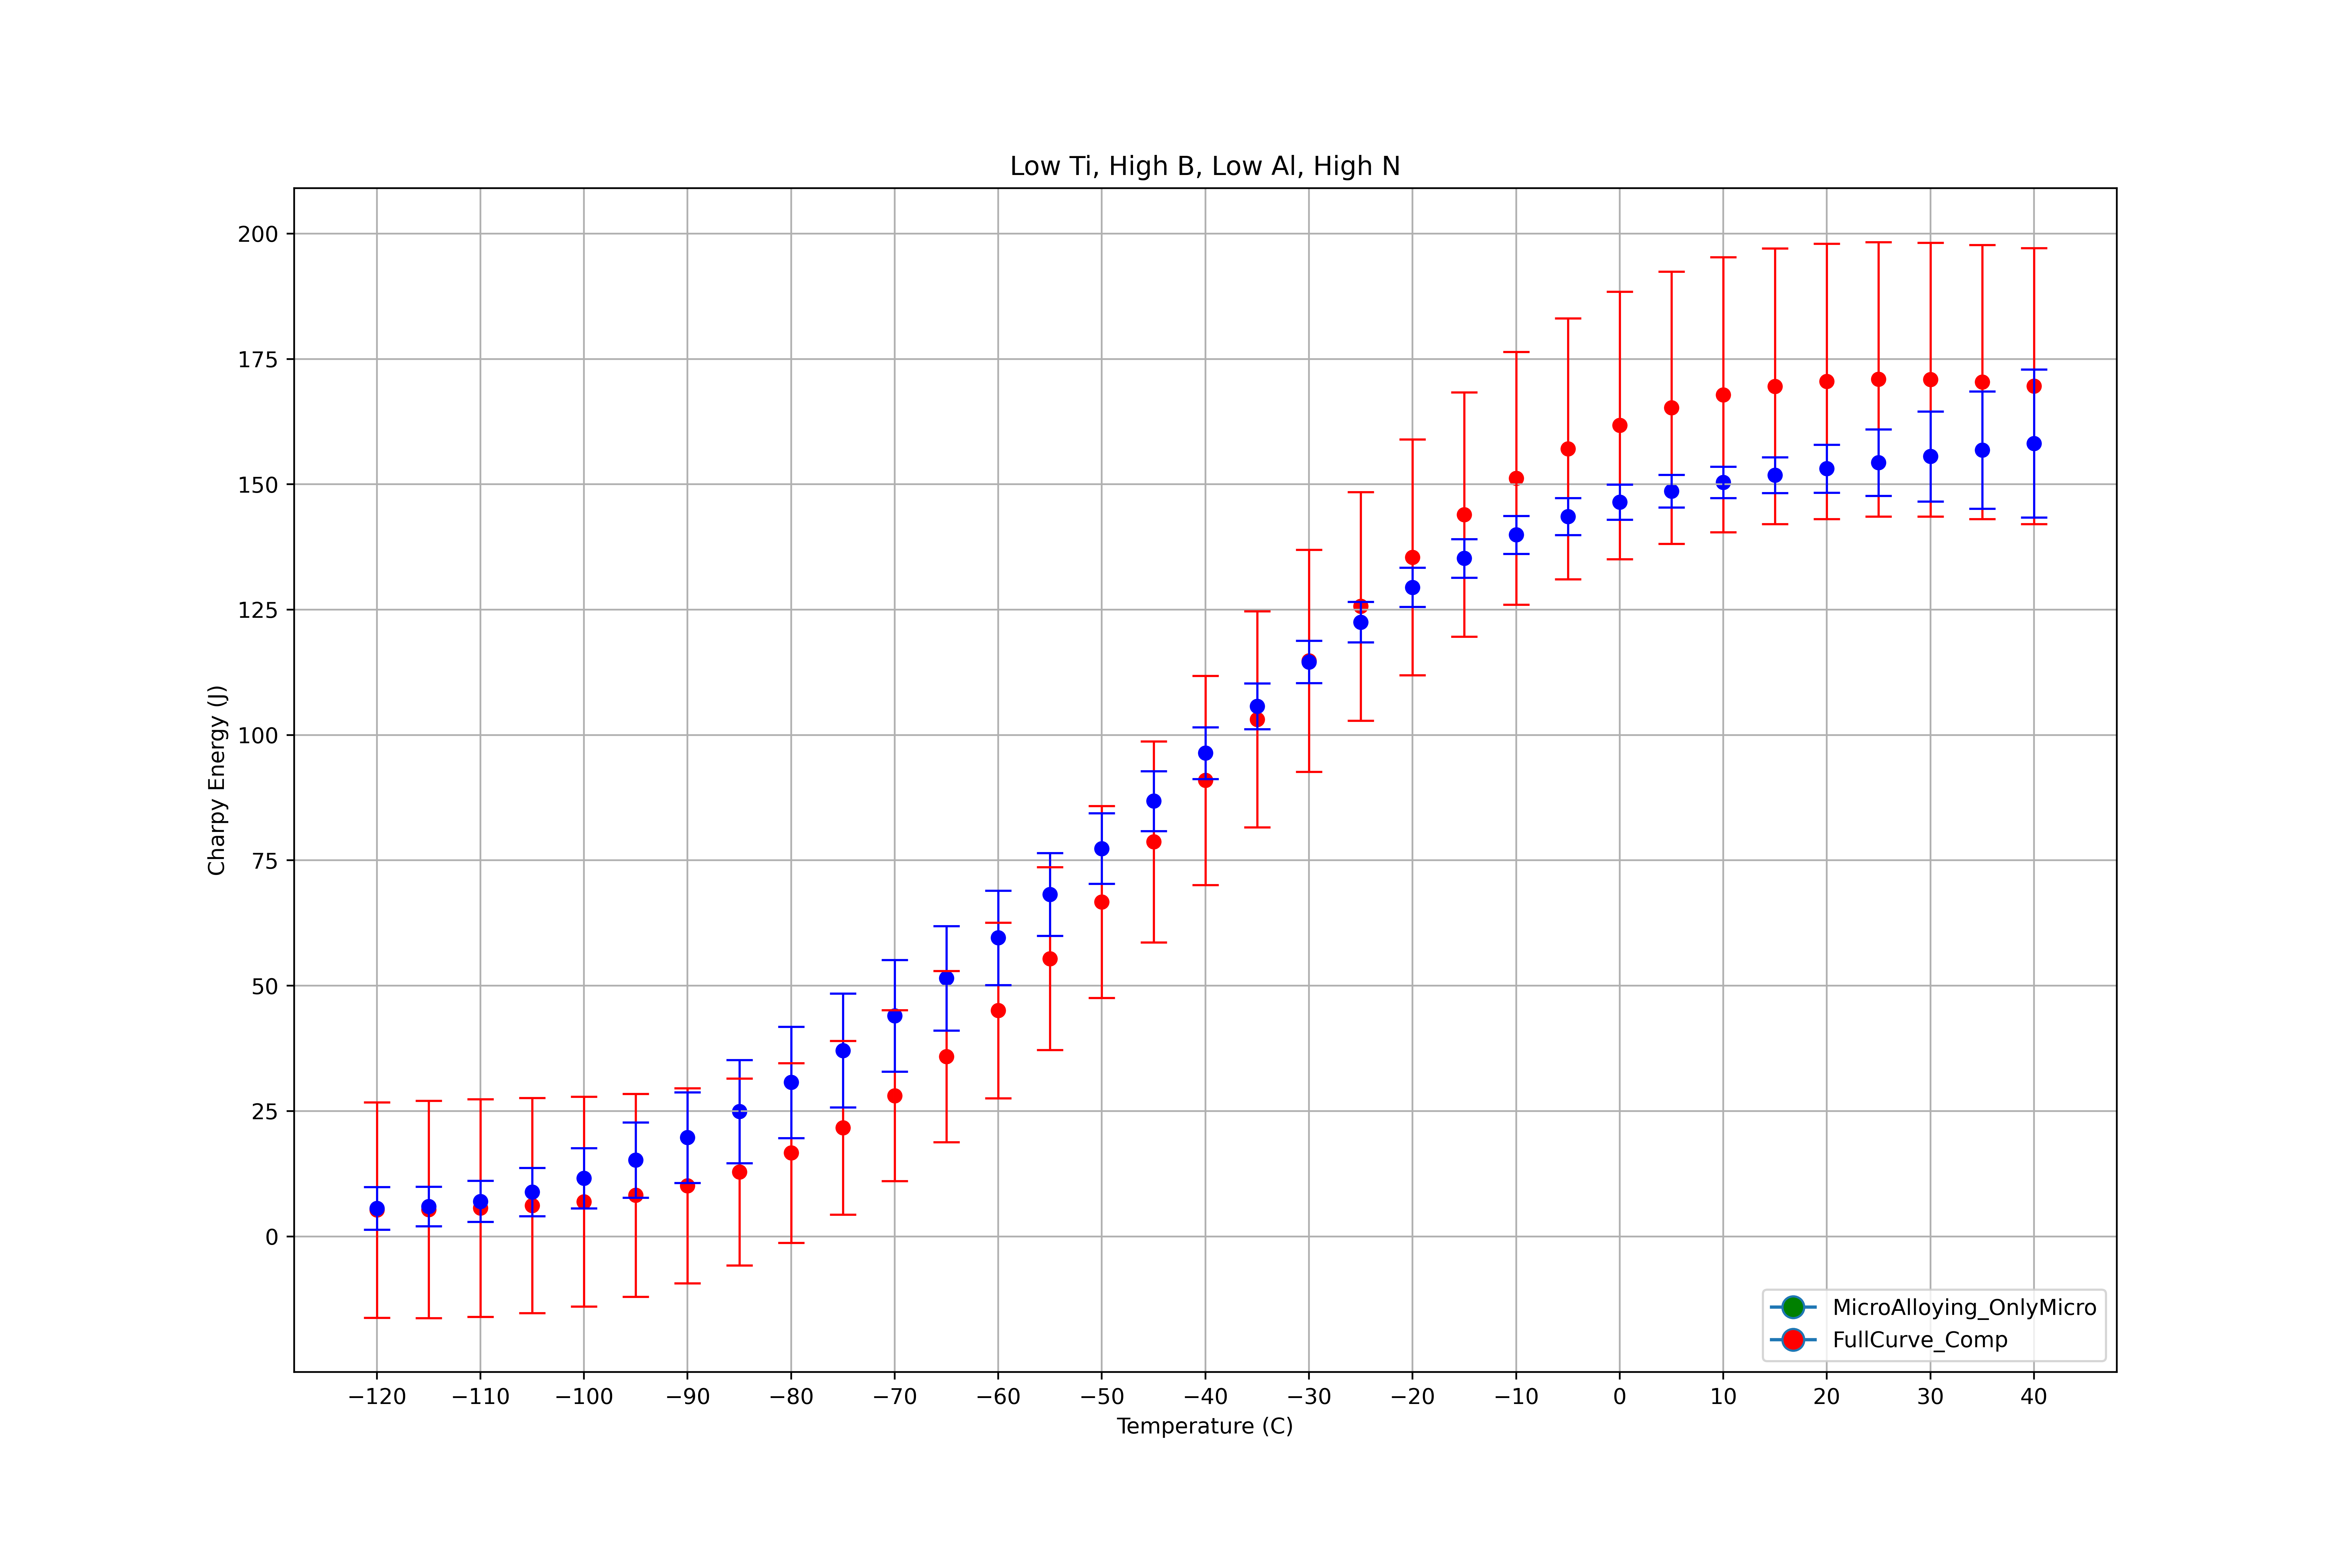 Low Ti, High B, Low Al, High N
200
175
150
125
100
75
50
25
0
Charpy Energy (J)
−120 −110 −100 −90 −80 −70 −60 −50 −40 −30 −20 −10 0 10 20 30 40
Temperature (C)
MicroAlloying_OnlyMicro
FullCurve_Comp